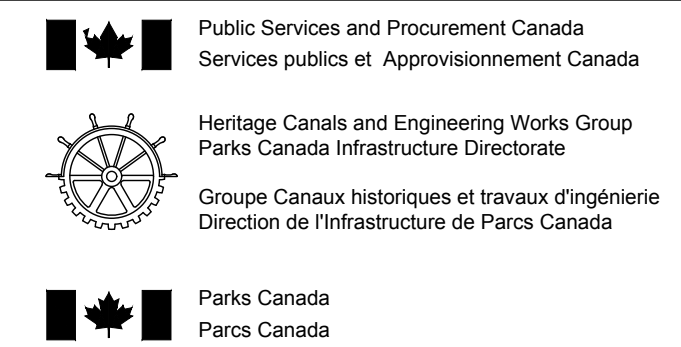 Public Services and Procurement Canada
Services publics et Approvisionnement Canada
Heritage Canals and Engineering Works Group
Parks Canada Infrastructure Directorate
Groupe Canaux historiques et travaux d'ingénierie
Direction de l'Infrastructure de Parcs Canada
Parks Canada
Parcs Canada